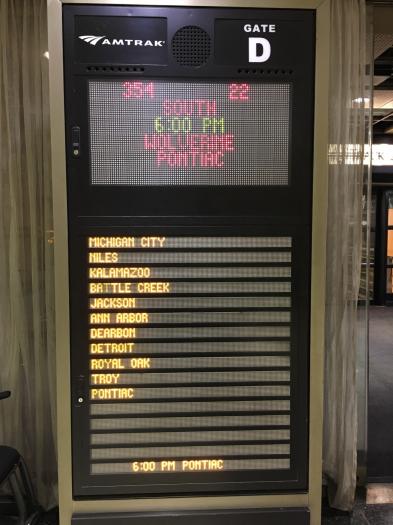 AMTRAK
GATE
D
354 22
SOUTH
6:00 PM
WOLVERINE
PONTIAC
MICHIGAN CITY
NILES
KALAMAZOO
BATTLE CREEK
JACKSON
ANN ARBOR
DEARBON
DETROIT
ROYAL OAK
TROY
PONTIAC
6:00 PM PONTIAC